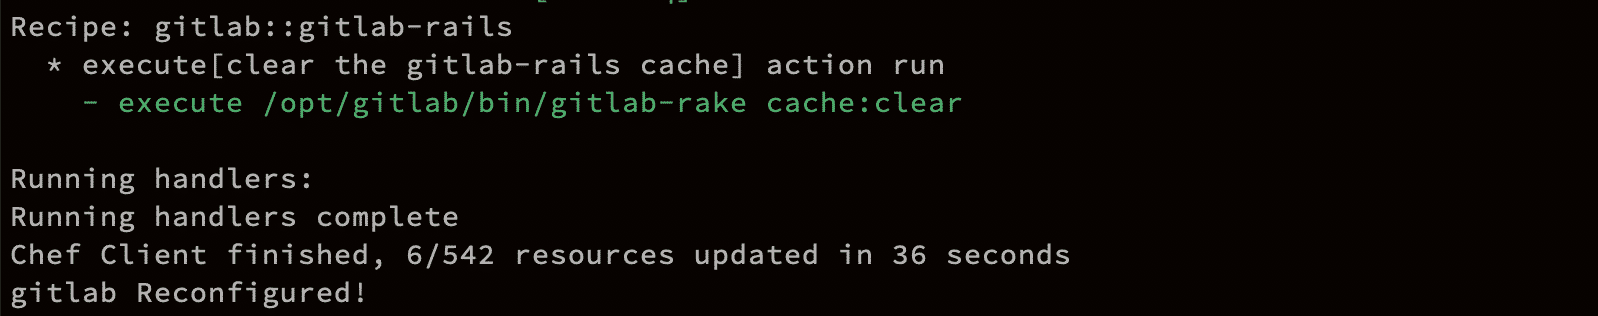 Recipe: gitlab::gitlab-rails
  * execute[clear the gitlab-rails cache] action run
    - execute /opt/gitlab/bin/gitlab-rake cache:clear

Running handlers:
Running handlers complete
Chef Client finished, 6/542 resources updated in 36 seconds
gitlab Reconfigured!